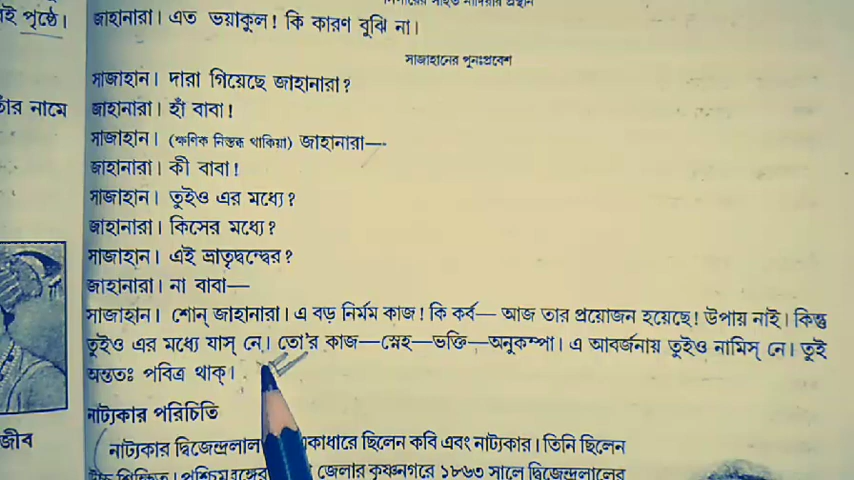 ই পৃষ্ঠে।
জাহানারা। এত ভয়াকুল! কি কারণ বুঝি না।
সাজাহানের পুনঃপ্রবেশ
সাজাহান। দারা গিয়েছে জাহানারা?
তাঁর নামে
জাহানারা। হাঁ বাবা!
সাজাহান। (ক্ষণিক নিস্তব্ধ থাকিয়া) জাহানারা—
জাহানারা। কী বাবা!
সাজাহান। তুইও এর মধ্যে?
জাহানারা। কিসের মধ্যে?
সাজাহান। এই ভ্রাতৃদ্বন্দ্বের?
জাহানারা। না বাবা—
সাজাহান। শোন্ জাহানারা। এ বড় নির্মম কাজ! কি কর্ব— আজ তার প্রয়োজন হয়েছে! উপায় নাই। কিন্তু
তুইও এর মধ্যে যাস্ নে। তো'র কাজ—স্নেহ—ভক্তি—অনুকম্পা। এ আবর্জনায় তুইও নামিস্ নে। তুই
অন্ততঃ পবিত্র থাক্।
নাট্যকার পরিচিতি
জীব
নাট্যকার দ্বিজেন্দ্রলাল একাধারে ছিলেন কবি এবং নাট্যকার। তিনি ছিলেন
জেলার কৃষ্ণনগরে ১৮৬৩ সালে দ্বিজেন্দ্রলালের